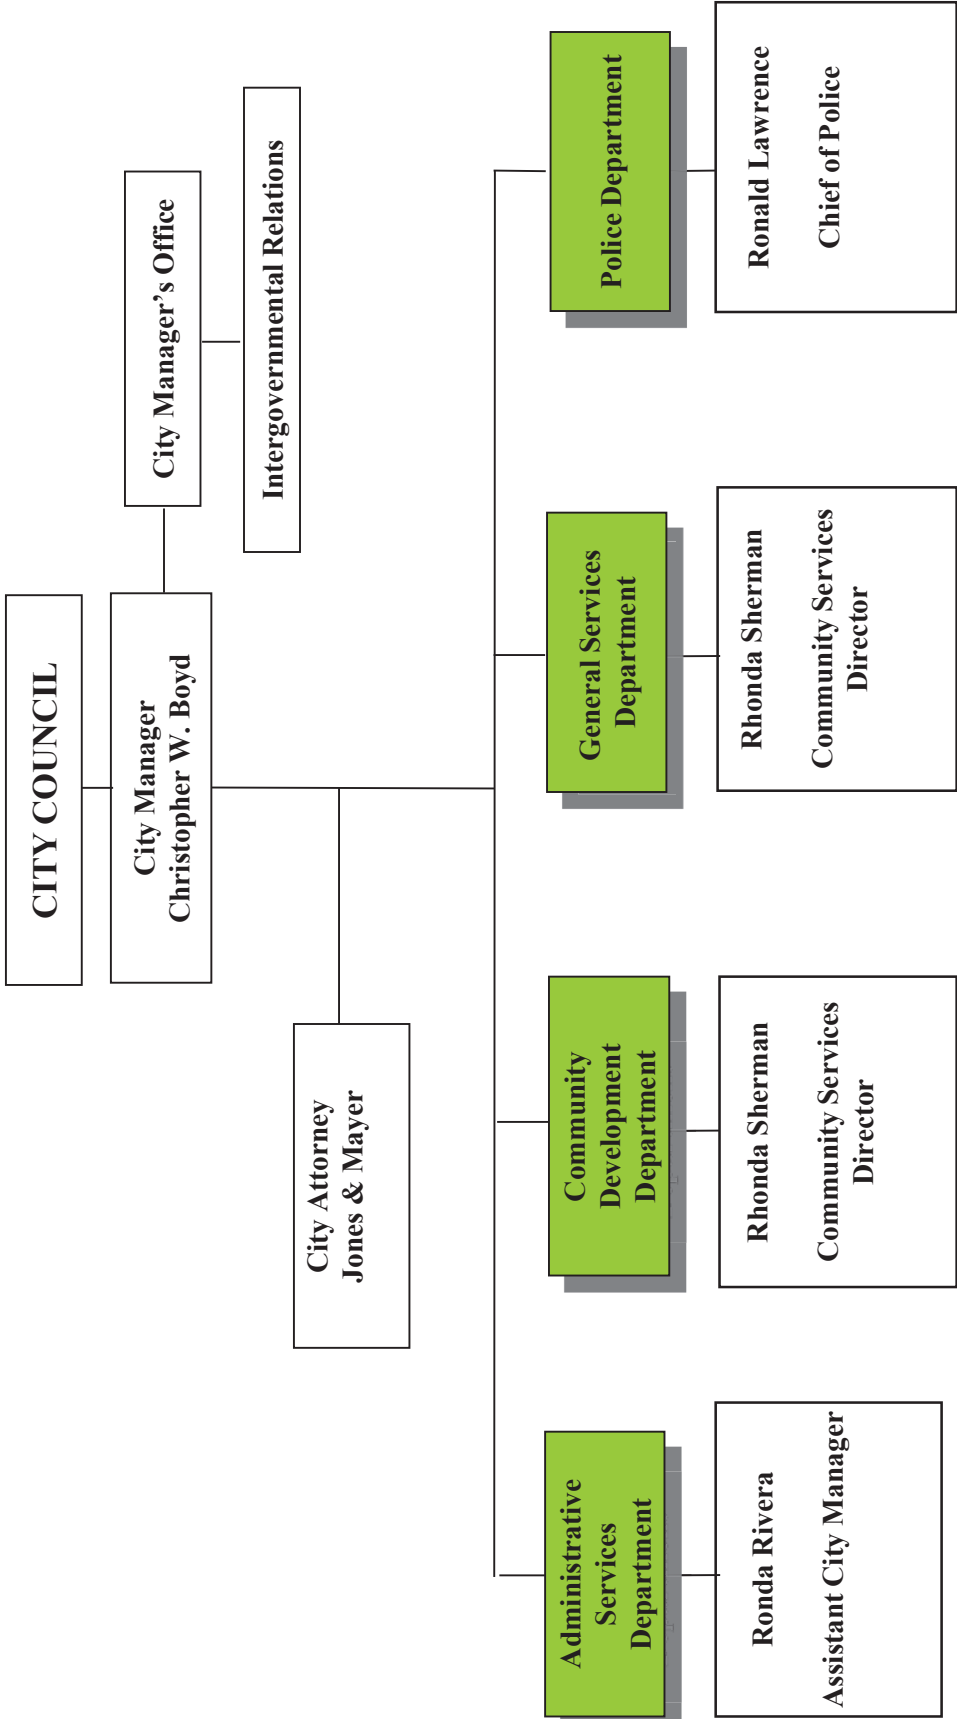 CITY COUNCIL
City Manager
Christopher W. Boyd
City Manager’s Office
Intergovernmental Relations
City Attorney
Jones & Mayer
Administrative
Services
Department
Community
Development
Department
General Services
Department
Police Department
Ronda Rivera
Assistant City Manager
Rhonda Sherman
Community Services
Director
Rhonda Sherman
Community Services
Director
Ronald Lawrence
Chief of Police